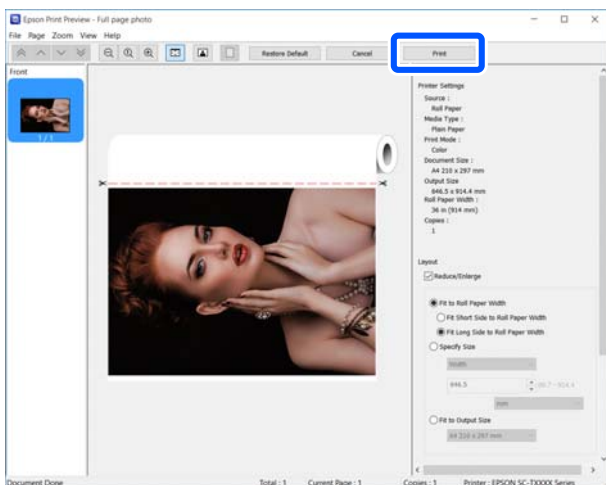 Epson Print Preview - Full page photo
File Page Zoom View Help
Restore Default Cancel Print
Front
1 / 1
Printer Settings
Source :
Roll Paper
Media Type :
Plain Paper
Print Mode :
Color
Document Size :
A4 210 x 297 mm
Output Size
646.5 x 914.4 mm
Roll Paper Width :
36 in (914 mm)
Copies :
1
Layout
Reduce/Enlarge
Fit to Roll Paper Width
Fit Short Side to Roll Paper Width
Fit Long Side to Roll Paper Width
Specify Size
Width
646.5
mm
Fit to Output Size
A4 210 x 297 mm
Document Done Total : 1 Current Page : 1 Copies : 1 Printer : EPSON SC-TXXXX Series